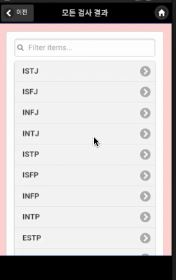 이전
모든 검사 결과
Filter items...
ISTJ
ISFJ
INFJ
INTJ
ISTP
ISFP
INFP
INTP
ESTP